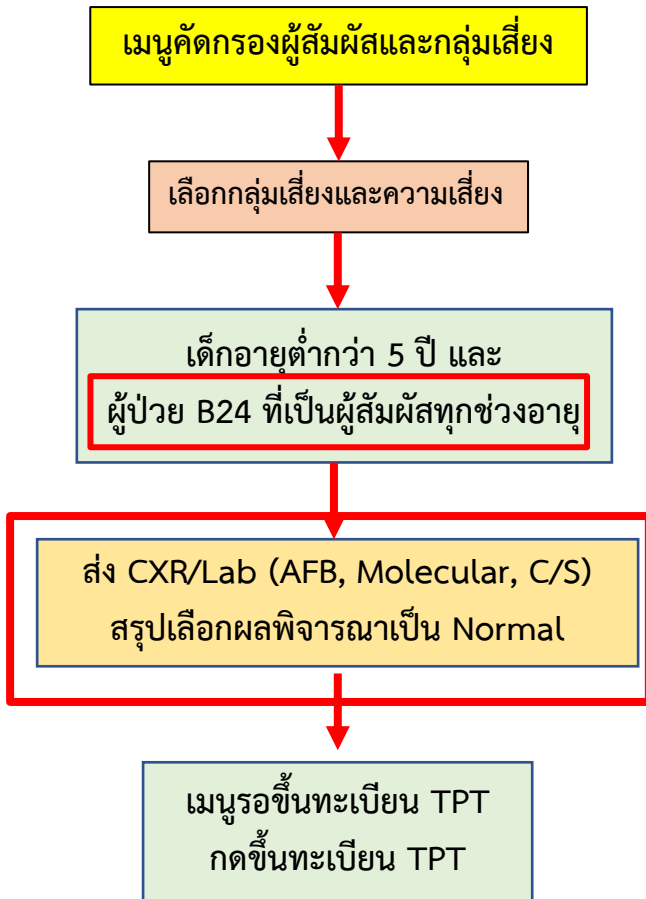 เมนูคัดกรองผู้สัมผัสและกลุ่มเสี่ยง
เลือกกลุ่มเสี่ยงและความเสี่ยง
เด็กอายุต่ำกว่า 5 ปี และ
ผู้ป่วย B24 ที่เป็นผู้สัมผัสทุกช่วงอายุ
ส่ง CXR/Lab (AFB, Molecular, C/S)
สรุปเลือกผลพิจารณาเป็น Normal
เมนูรอขึ้นทะเบียน TPT
กดขึ้นทะเบียน TPT